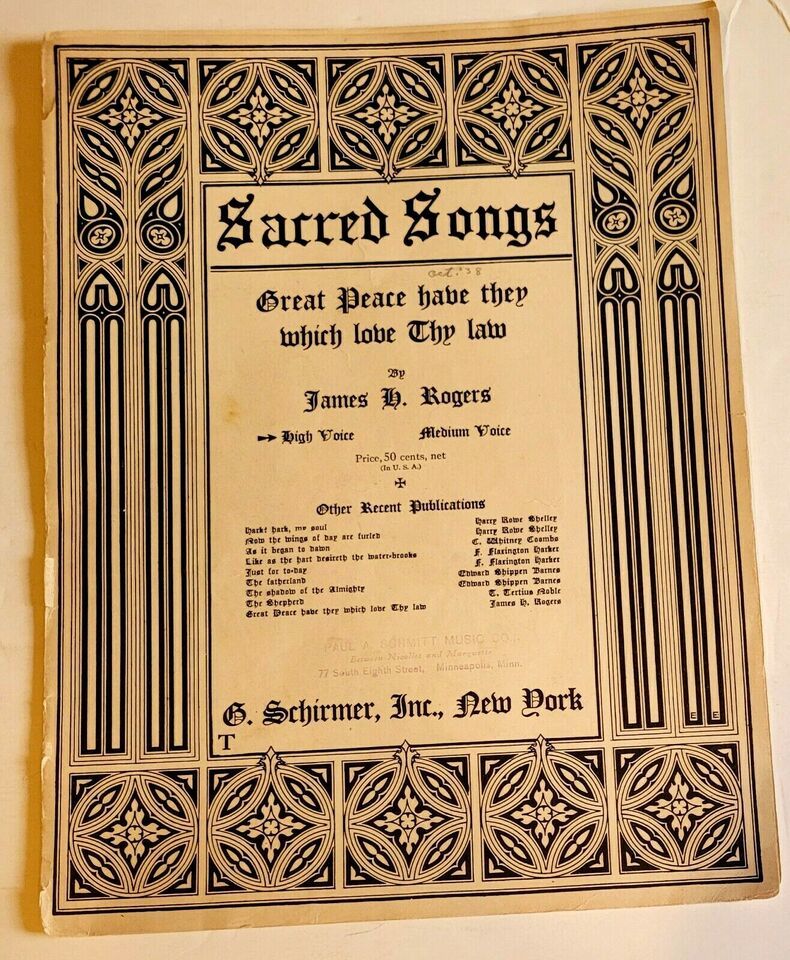 Sacred Songs
Oct. '38
Great Peace have they
which love Thy law
By
James H. Rogers
High Voice Medium Voice
Price, 50 cents, net
(In U. S. A.)
Other Recent Publications
Hark! hark, my soul Harry Rowe Shelley
Now the wings of day are furled Harry Rowe Shelley
As it began to dawn C. Whitney Coombs
Like as the hart desireth the water-brooks F. Flaxington Harker
Just for to-day F. Flaxington Harker
The fatherland Edward Shippen Barnes
The shadow of the Almighty Edward Shippen Barnes
The Shepherd T. Tertius Noble
Great Peace have they which love Thy law James H. Rogers
PAUL A. SCHMITT MUSIC CO.,
Between Nicollet and Marquette
77 South Eighth Street, Minneapolis, Minn.
G. Schirmer, Inc., New York
T
E E